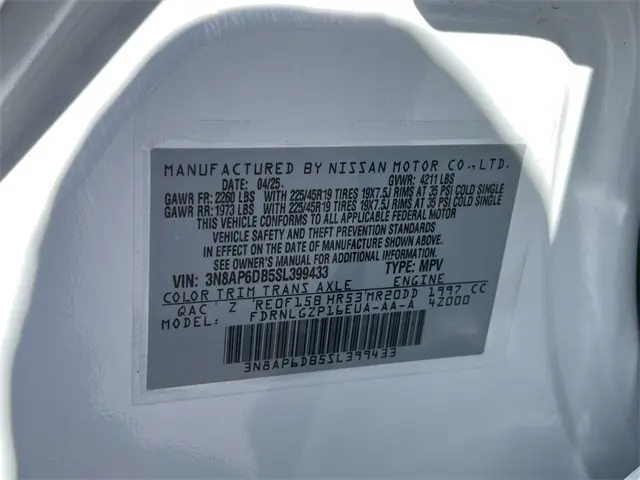 MANUFACTURED BY NISSAN MOTOR CO., LTD.
DATE: 04/25. GVWR: 4211 LBS
GAWR FR: 2260 LBS WITH 225/45R19 TIRES 19X7.5J RIMS AT 35 PSI COLD SINGLE
GAWR RR: 1973 LBS WITH 225/45R19 TIRES 19X7.5J RIMS AT 35 PSI COLD SINGLE
THIS VEHICLE CONFORMS TO ALL APPLICABLE FEDERAL MOTOR
VEHICLE SAFETY AND THEFT PREVENTION STANDARDS
IN EFFECT ON THE DATE OF MANUFACTURE SHOWN ABOVE
SEE OWNER'S MANUAL FOR ADDITIONAL INFORMATION
VIN: 3N8AP6DB5SL399433 TYPE: MPV
COLOR TRIM TRANS AXLE ENGINE
QAC Z RE0F15B HR53 MR20DD 1997 CC
MODEL: FDRNLGZP16EUA-AA-A 4Z000
3N8AP6DB5SL399433